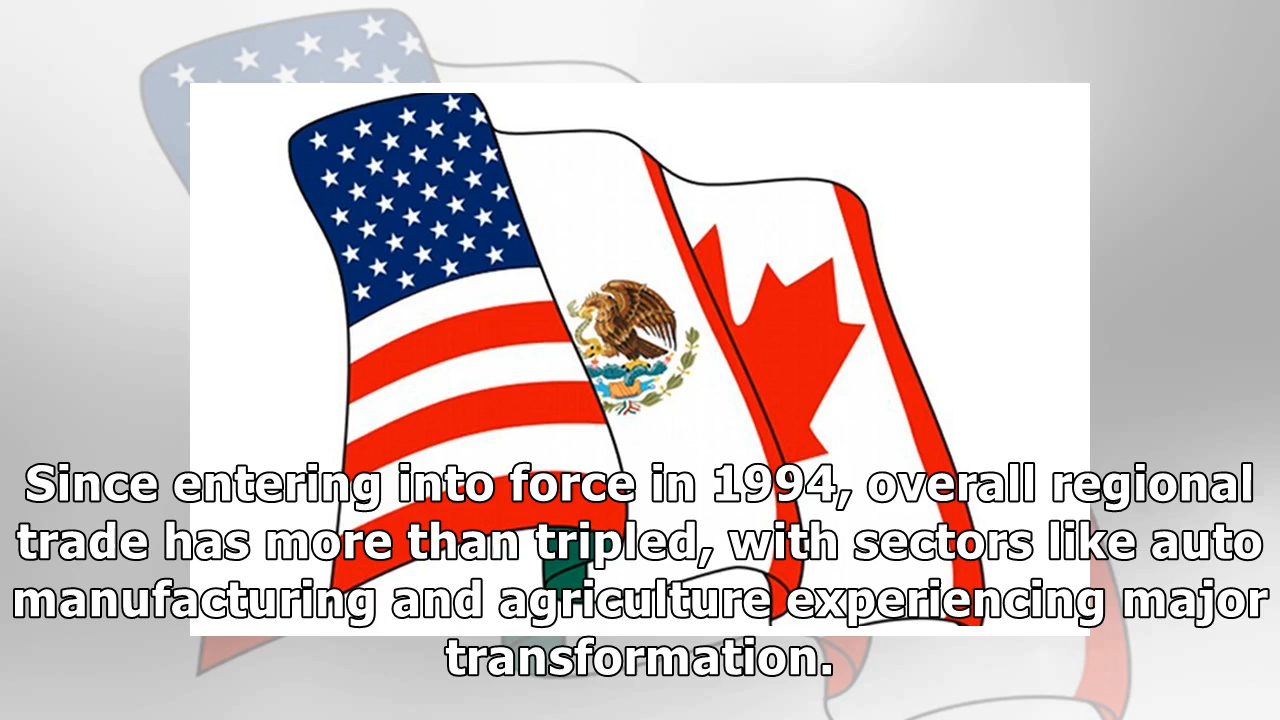 Since entering into force in 1994, overall regional
trade has more than tripled, with sectors like auto
manufacturing and agriculture experiencing major
transformation.